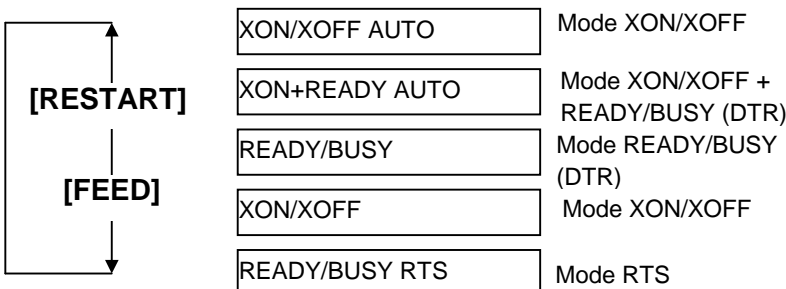 XON/XOFF AUTO Mode XON/XOFF
[RESTART]
XON+READY AUTO Mode XON/XOFF +
READY/BUSY (DTR)
READY/BUSY Mode READY/BUSY
(DTR)
[FEED]
XON/XOFF Mode XON/XOFF
READY/BUSY RTS Mode RTS